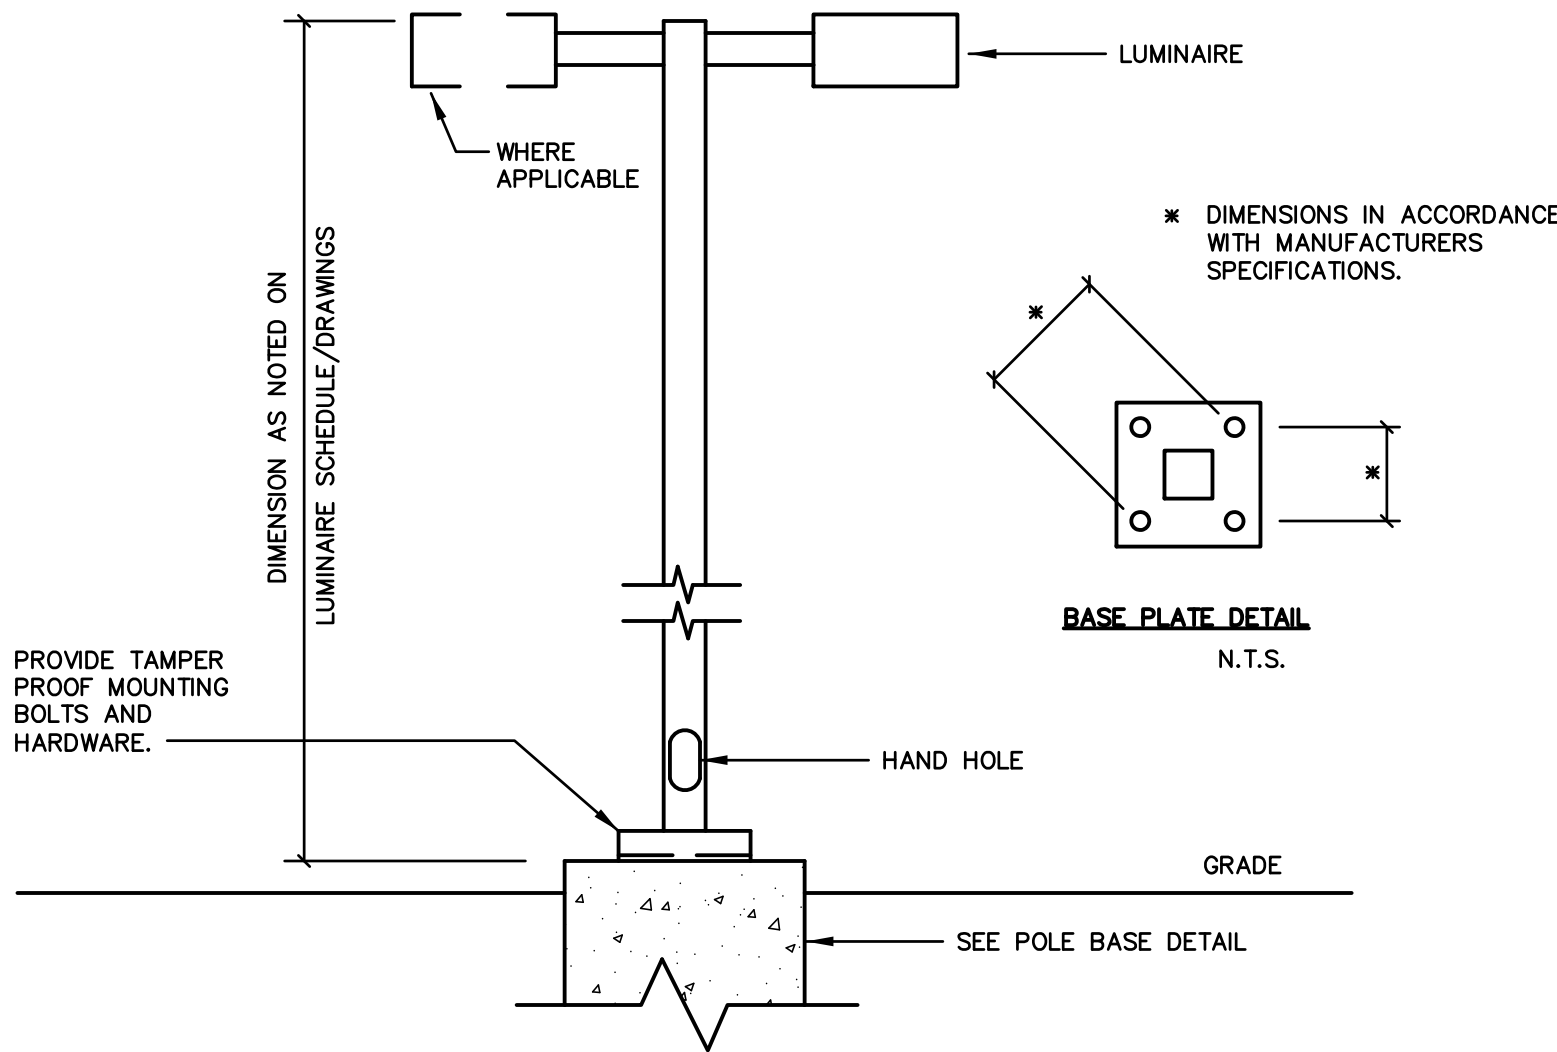 LUMINAIRE
WHERE
APPLICABLE
* DIMENSIONS IN ACCORDANCE
WITH MANUFACTURERS
SPECIFICATIONS.
*
*
DIMENSION AS NOTED ON
LUMINAIRE SCHEDULE/DRAWINGS
BASE PLATE DETAIL
N.T.S.
PROVIDE TAMPER
PROOF MOUNTING
BOLTS AND
HARDWARE.
HAND HOLE
GRADE
SEE POLE BASE DETAIL